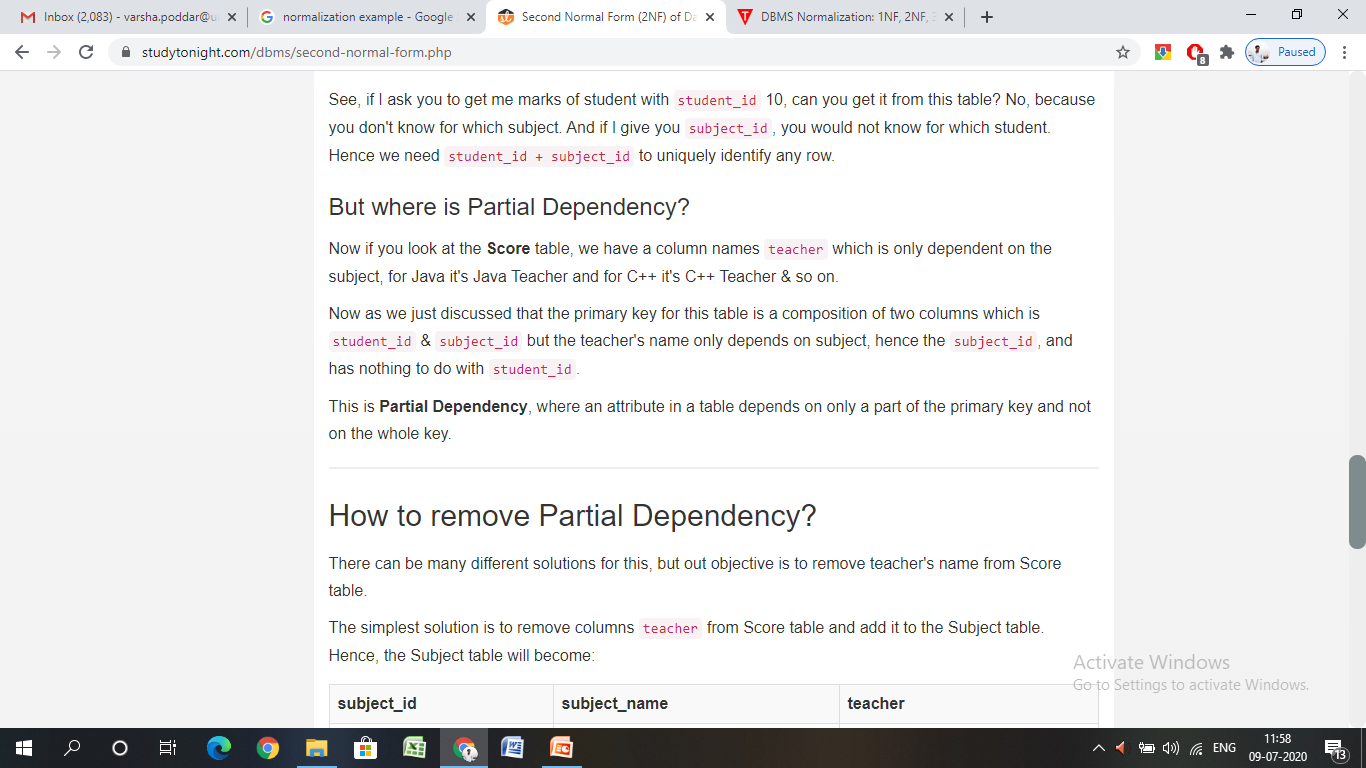 Inbox (2,083) - varsha.poddar@u
normalization example - Google
Second Normal Form (2NF) of Da
DBMS Normalization: 1NF, 2NF, 3
studytonight.com/dbms/second-normal-form.php
8
Paused
See, if I ask you to get me marks of student with student_id 10, can you get it from this table? No, because
you don't know for which subject. And if I give you subject_id , you would not know for which student.
Hence we need student_id + subject_id to uniquely identify any row.
But where is Partial Dependency?
Now if you look at the Score table, we have a column names teacher which is only dependent on the
subject, for Java it's Java Teacher and for C++ it's C++ Teacher & so on.
Now as we just discussed that the primary key for this table is a composition of two columns which is
student_id & subject_id but the teacher's name only depends on subject, hence the subject_id , and
has nothing to do with student_id .
This is Partial Dependency, where an attribute in a table depends on only a part of the primary key and not
on the whole key.
How to remove Partial Dependency?
There can be many different solutions for this, but out objective is to remove teacher's name from Score
table.
The simplest solution is to remove columns teacher from Score table and add it to the Subject table.
Hence, the Subject table will become:
subject_id subject_name teacher
Activate Windows
Go to Settings to activate Windows.
ENG
11:58
09-07-2020
13